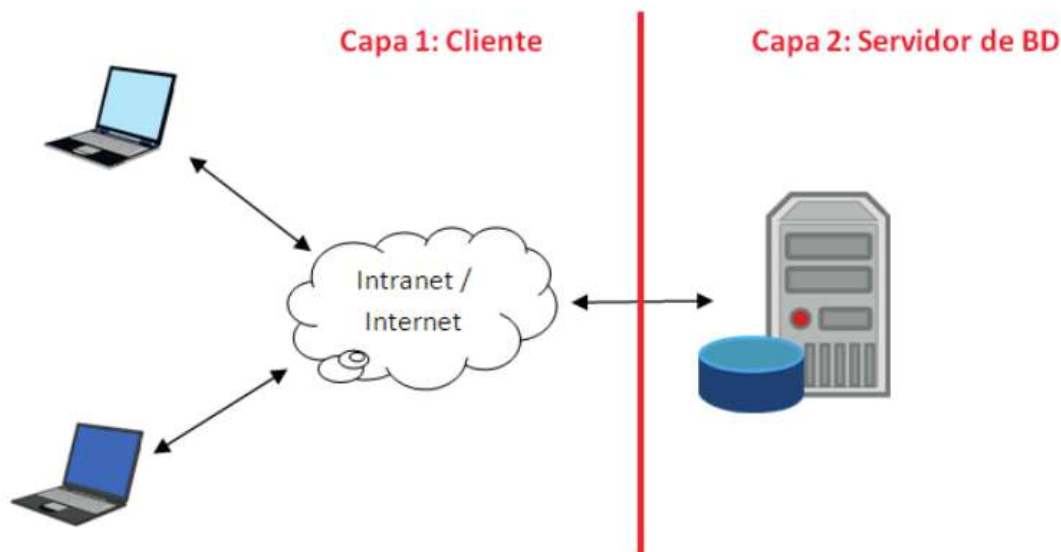 Capa 1: Cliente
Capa 2: Servidor de BD
Intranet /
Internet